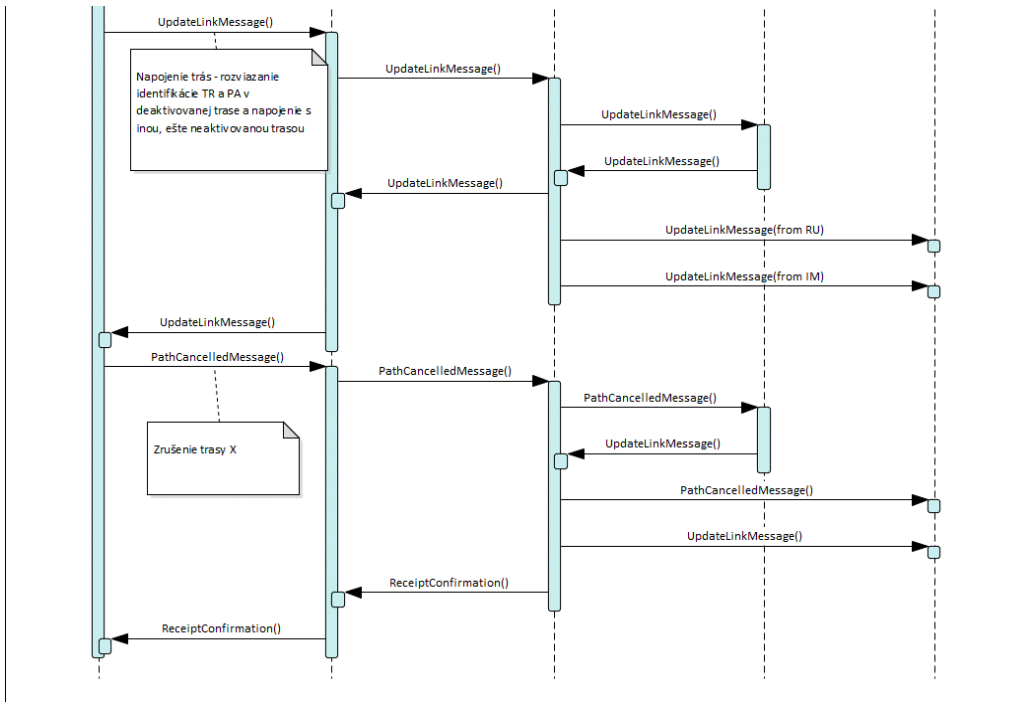 UpdateLinkMessage()
Napojenie trás - rozviazanie
identifikácie TR a PA v
deaktivovanej trase a napojenie s
inou, ešte neaktivovanou trasou
UpdateLinkMessage()
UpdateLinkMessage()
UpdateLinkMessage()
UpdateLinkMessage()
UpdateLinkMessage(from RU)
UpdateLinkMessage(from IM)
UpdateLinkMessage()
PathCancelledMessage()
PathCancelledMessage()
PathCancelledMessage()
Zrušenie trasy X
UpdateLinkMessage()
PathCancelledMessage()
UpdateLinkMessage()
ReceiptConfirmation()
ReceiptConfirmation()